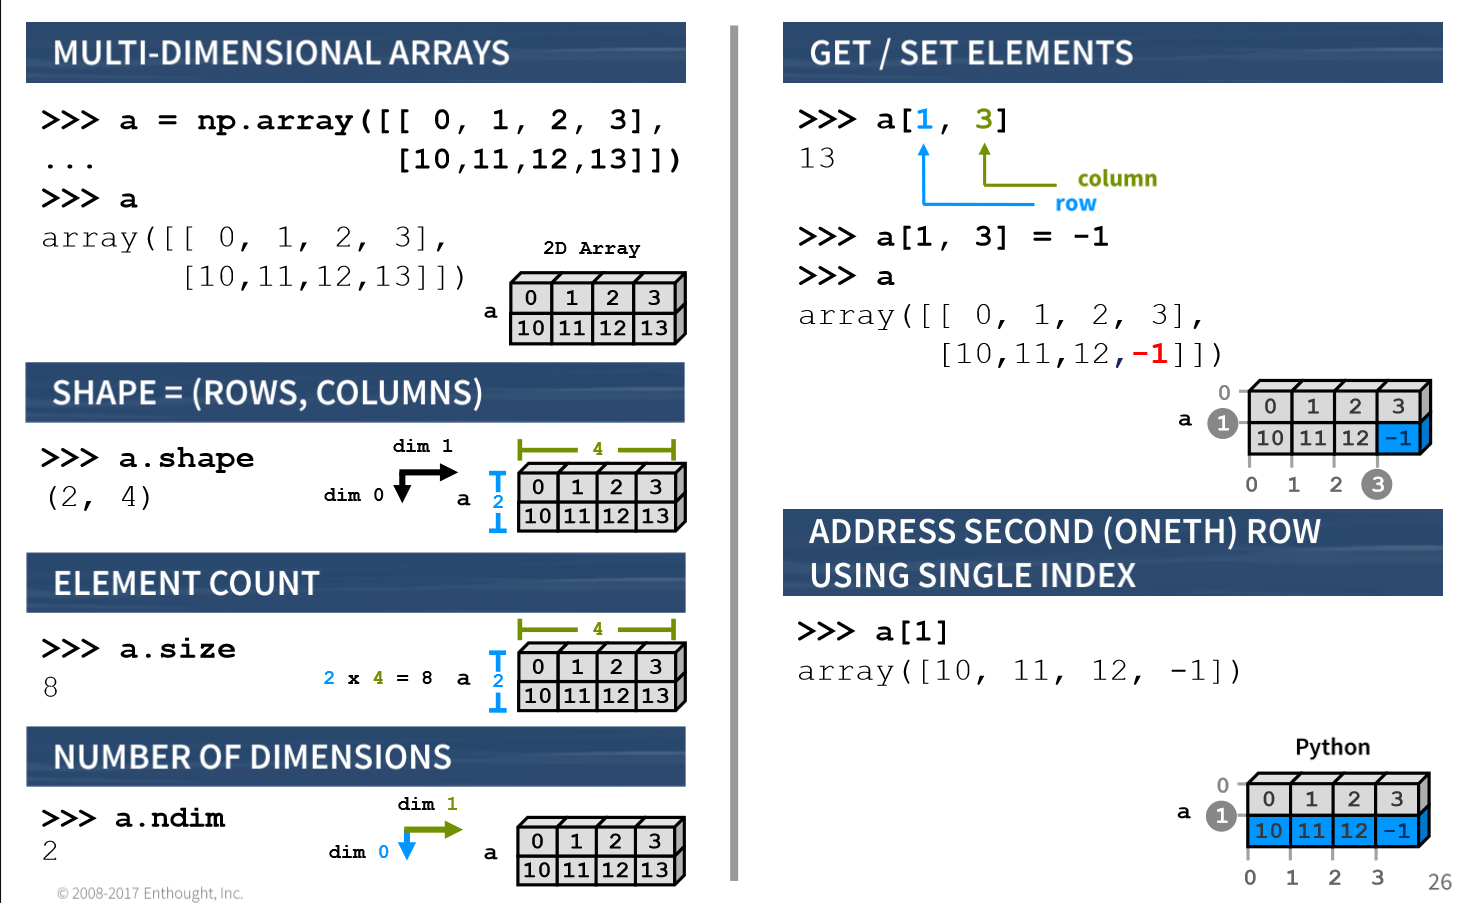 MULTI-DIMENSIONAL ARRAYS
>>> a = np.array([[ 0, 1, 2, 3],
...               [10,11,12,13]])
>>> a
array([[ 0, 1, 2, 3],
       [10,11,12,13]])
2D Array
a
0 1 2 3
10 11 12 13
SHAPE = (ROWS, COLUMNS)
>>> a.shape
(2, 4)
dim 1
dim 0
a
4
2
0 1 2 3
10 11 12 13
ELEMENT COUNT
>>> a.size
8
2 x 4 = 8
a
4
2
0 1 2 3
10 11 12 13
NUMBER OF DIMENSIONS
>>> a.ndim
2
dim 1
dim 0
a
0 1 2 3
10 11 12 13
© 2008-2017 Enthought, Inc.
GET / SET ELEMENTS
>>> a[1, 3]
13
column
row
>>> a[1, 3] = -1
>>> a
array([[ 0, 1, 2, 3],
       [10,11,12,-1]])
a
0
1
0 1 2 3
10 11 12 -1
0 1 2 3
ADDRESS SECOND (ONETH) ROW
USING SINGLE INDEX
>>> a[1]
array([10, 11, 12, -1])
Python
a
0
1
0 1 2 3
10 11 12 -1
0 1 2 3
26